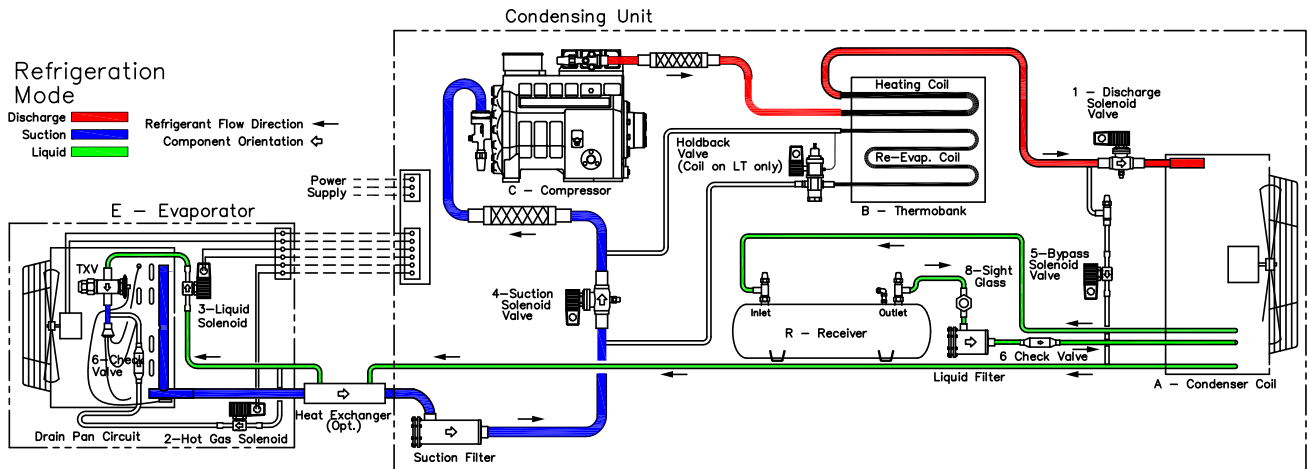 Condensing Unit
Refrigeration
Mode
Discharge
Suction
Liquid
Refrigerant Flow Direction
Component Orientation
Power
Supply
C - Compressor
Holdback
Valve
(Coil on LT only)
Heating Coil
Re-Evap. Coil
B - Thermobank
1 - Discharge
Solenoid
Valve
E - Evaporator
TXV
3-Liquid
Solenoid
6-Check
Valve
Drain Pan Circuit
2-Hot Gas Solenoid
Heat Exchanger
(Opt.)
Suction Filter
4-Suction
Solenoid
Valve
Inlet
Outlet
R - Receiver
8-Sight
Glass
Liquid Filter
6 Check Valve
5-Bypass
Solenoid
Valve
A - Condenser Coil